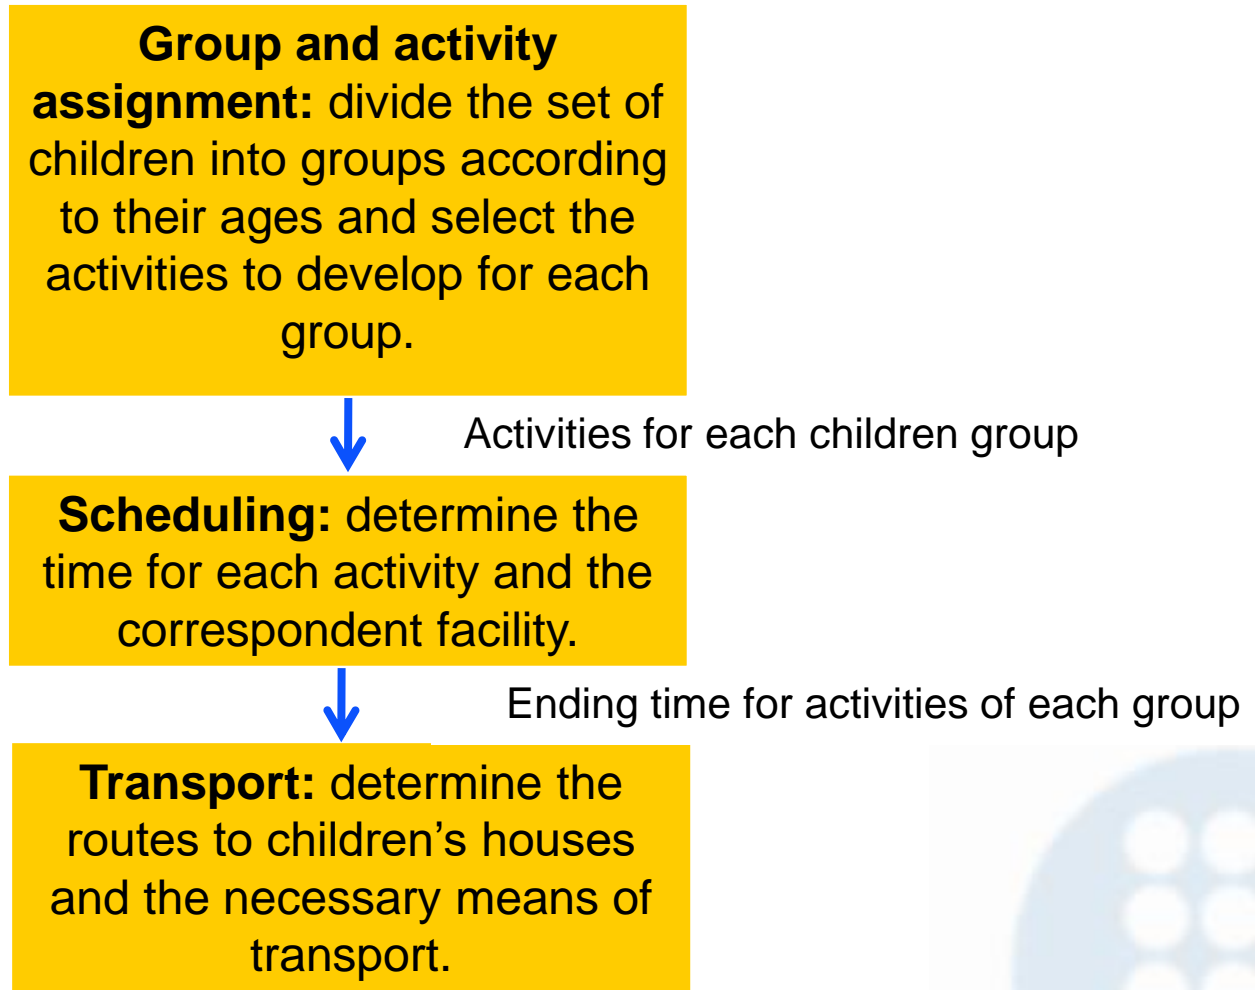 Group and activity
assignment: divide the set of
children into groups according
to their ages and select the
activities to develop for each
group.
Activities for each children group
Scheduling: determine the
time for each activity and the
correspondent facility.
Ending time for activities of each group
Transport: determine the
routes to children’s houses
and the necessary means of
transport.